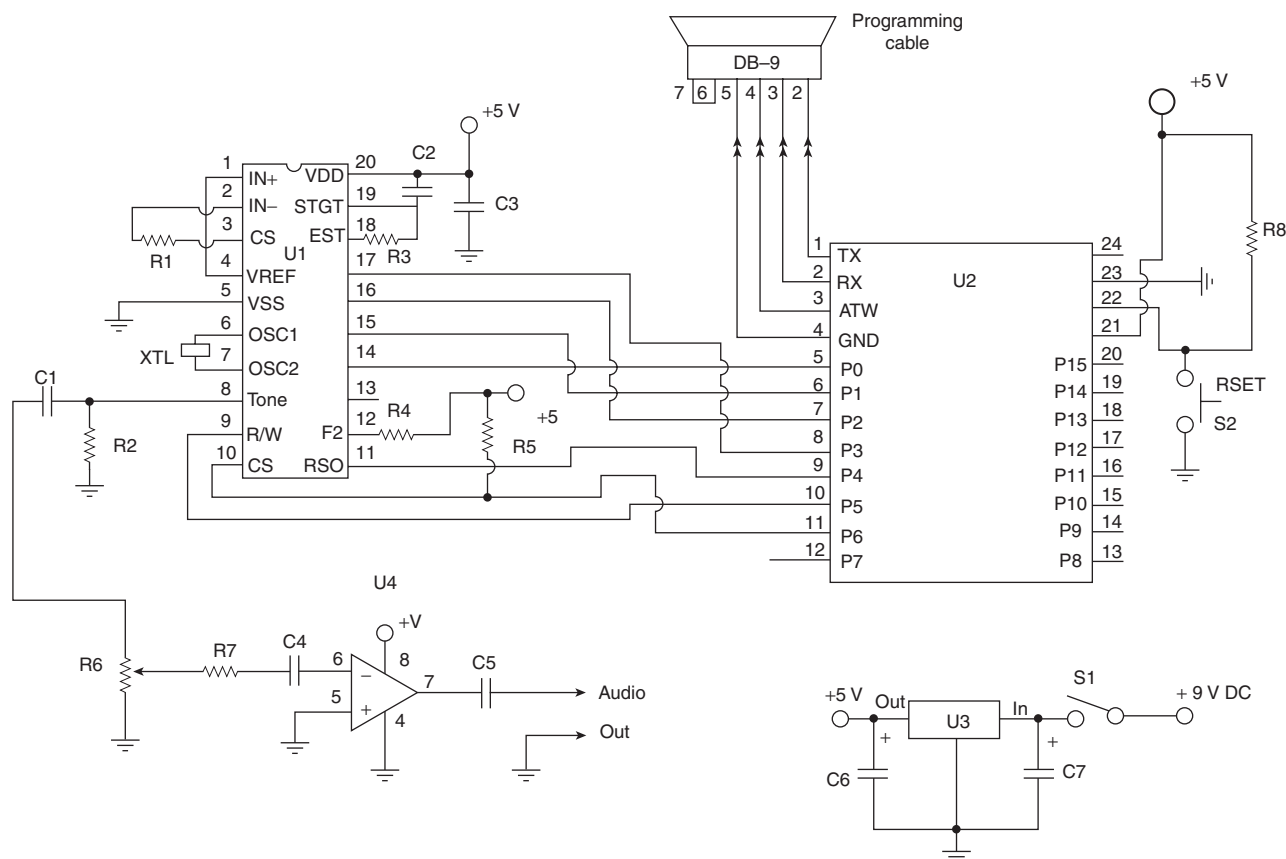 Programming
cable
DB–9
7 6 5 4 3 2
+5 V
+5 V
C2
C3
R8
1 IN+ VDD 20
2 IN– STGT 19
3 CS EST 18
R1
U1
R3
4 VREF 17
5 VSS 16
6 OSC1 15
XTL
7 OSC2 14
8 Tone 13
9 R/W F2 12
10 CS RSO 11
C1
R2
R4
+5
R5
U2
1 TX 24
2 RX 23
3 ATW 22
4 GND 21
5 P0 P15 20
6 P1 P14 19
7 P2 P13 18
8 P3 P12 17
9 P4 P11 16
10 P5 P10 15
11 P6 P9 14
12 P7 P8 13
RSET
S2
U4
+V
R6
R7
C4
6 –
5 +
8
7
4
C5
Audio
Out
+5 V
Out
U3
In
S1
+ 9 V DC
+
+
C6
C7